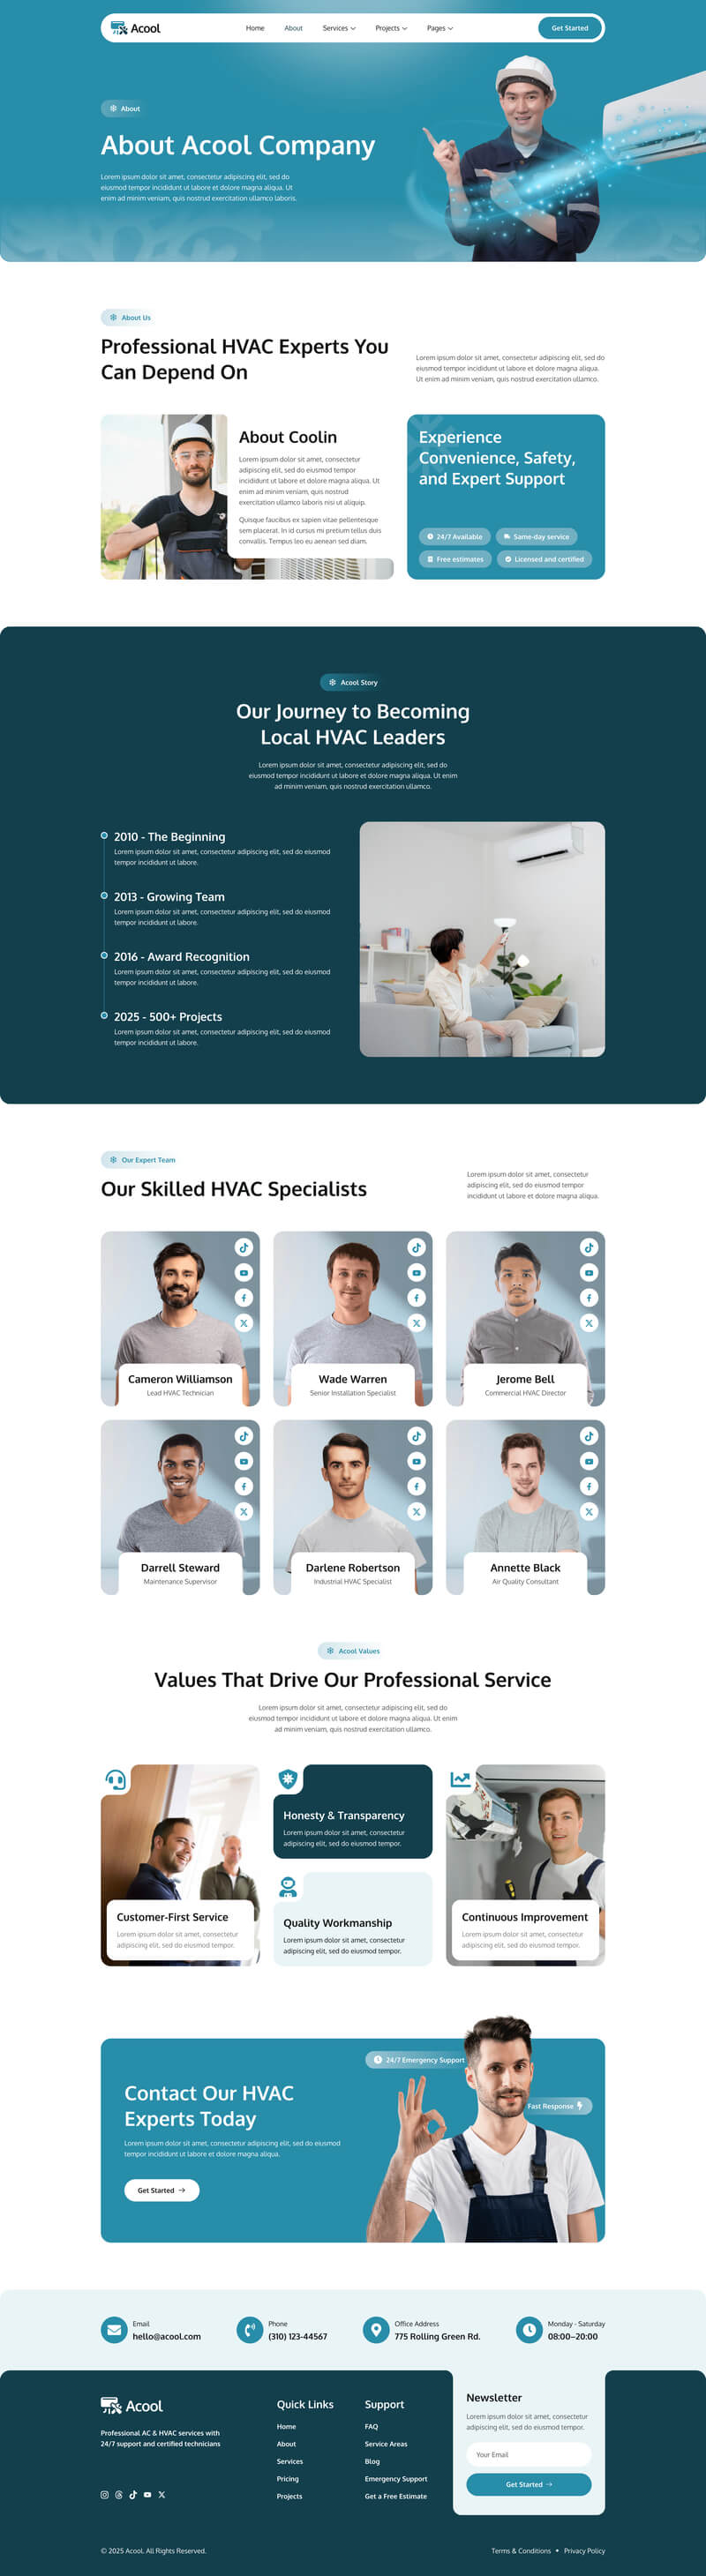 Acool
Home
About
Services
Projects
Pages
Get Started
About
About Acool Company
Lorem ipsum dolor sit amet, consectetur adipiscing elit, sed do
eiusmod tempor incididunt ut labore et dolore magna aliqua. Ut
enim ad minim veniam, quis nostrud exercitation ullamco laboris.
About Us
Professional HVAC Experts You
Can Depend On
Lorem ipsum dolor sit amet, consectetur adipiscing elit, sed do
eiusmod tempor incididunt ut labore et dolore magna aliqua.
Ut enim ad minim veniam, quis nostrud exercitation ullamco.
About Coolin
Lorem ipsum dolor sit amet, consectetur
adipiscing elit, sed do eiusmod tempor
incididunt ut labore et dolore magna aliqua. Ut
enim ad minim veniam, quis nostrud
exercitation ullamco laboris nisi ut aliquip.
Quisque faucibus ex sapien vitae pellentesque
sem placerat. In id cursus mi pretium tellus duis
convallis. Tempus leo eu aenean sed diam.
Experience
Convenience, Safety,
and Expert Support
24/7 Available
Same-day service
Free estimates
Licensed and certified
Acool Story
Our Journey to Becoming
Local HVAC Leaders
Lorem ipsum dolor sit amet, consectetur adipiscing elit, sed do
eiusmod tempor incididunt ut labore et dolore magna aliqua. Ut enim
ad minim veniam, quis nostrud exercitation ullamco.
2010 - The Beginning
Lorem ipsum dolor sit amet, consectetur adipiscing elit, sed do eiusmod
tempor incididunt ut labore.
2013 - Growing Team
Lorem ipsum dolor sit amet, consectetur adipiscing elit, sed do eiusmod
tempor incididunt ut labore.
2016 - Award Recognition
Lorem ipsum dolor sit amet, consectetur adipiscing elit, sed do eiusmod
tempor incididunt ut labore.
2025 - 500+ Projects
Lorem ipsum dolor sit amet, consectetur adipiscing elit, sed do eiusmod
tempor incididunt ut labore.
Our Expert Team
Our Skilled HVAC Specialists
Lorem ipsum dolor sit amet, consectetur
adipiscing elit, sed do eiusmod tempor
incididunt ut labore et dolore magna aliqua.
Cameron Williamson
Lead HVAC Technician
Wade Warren
Senior Installation Specialist
Jerome Bell
Commercial HVAC Director
Darrell Steward
Maintenance Supervisor
Darlene Robertson
Industrial HVAC Specialist
Annette Black
Air Quality Consultant
Acool Values
Values That Drive Our Professional Service
Lorem ipsum dolor sit amet, consectetur adipiscing elit, sed do
eiusmod tempor incididunt ut labore et dolore magna aliqua. Ut enim
ad minim veniam, quis nostrud exercitation ullamco.
Customer-First Service
Lorem ipsum dolor sit amet, consectetur
adipiscing elit, sed do eiusmod tempor.
Honesty & Transparency
Lorem ipsum dolor sit amet, consectetur
adipiscing elit, sed do eiusmod tempor.
Quality Workmanship
Lorem ipsum dolor sit amet, consectetur
adipiscing elit, sed do eiusmod tempor.
Continuous Improvement
Lorem ipsum dolor sit amet, consectetur
adipiscing elit, sed do eiusmod tempor.
24/7 Emergency Support
Fast Response
Contact Our HVAC
Experts Today
Lorem ipsum dolor sit amet, consectetur adipiscing elit, sed do eiusmod
tempor incididunt ut labore et dolore magna aliqua.
Get Started
Email
hello@acool.com
Phone
(310) 123-44567
Office Address
775 Rolling Green Rd.
Monday - Saturday
08:00–20:00
Acool
Professional AC & HVAC services with
24/7 support and certified technicians
Quick Links
Home
About
Services
Pricing
Projects
Support
FAQ
Service Areas
Blog
Emergency Support
Get a Free Estimate
Newsletter
Lorem ipsum dolor sit amet, consectetur
adipiscing elit, sed do eiusmod tempor.
Your Email
Get Started
© 2025 Acool. All Rights Reserved.
Terms & Conditions • Privacy Policy